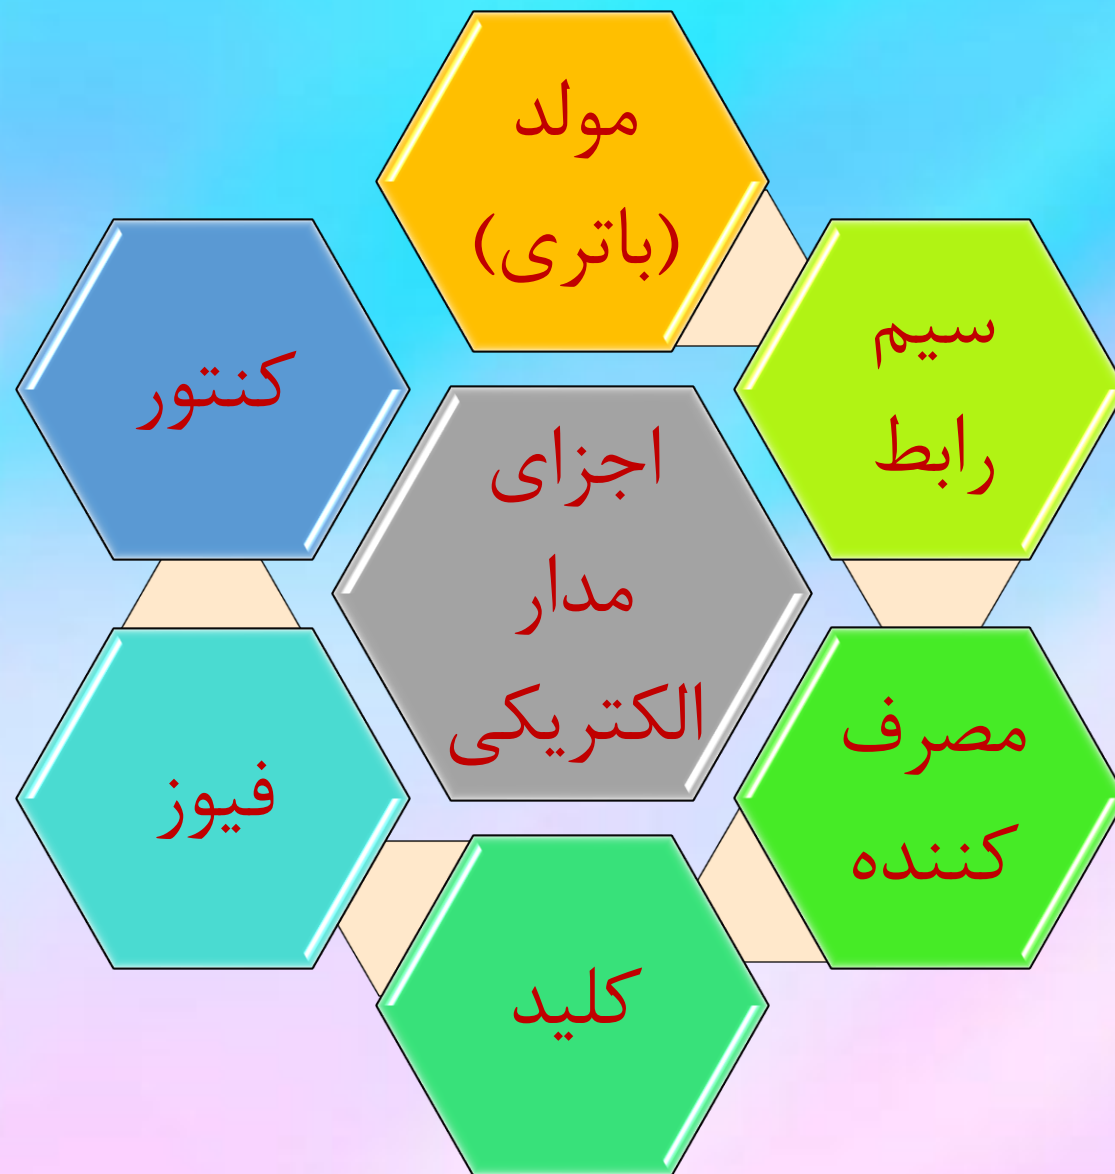 مولد
(باتری)
سیم
رابط
مصرف
کننده
کلید
فیوز
کنتور
اجزای
مدار
الکتریکی